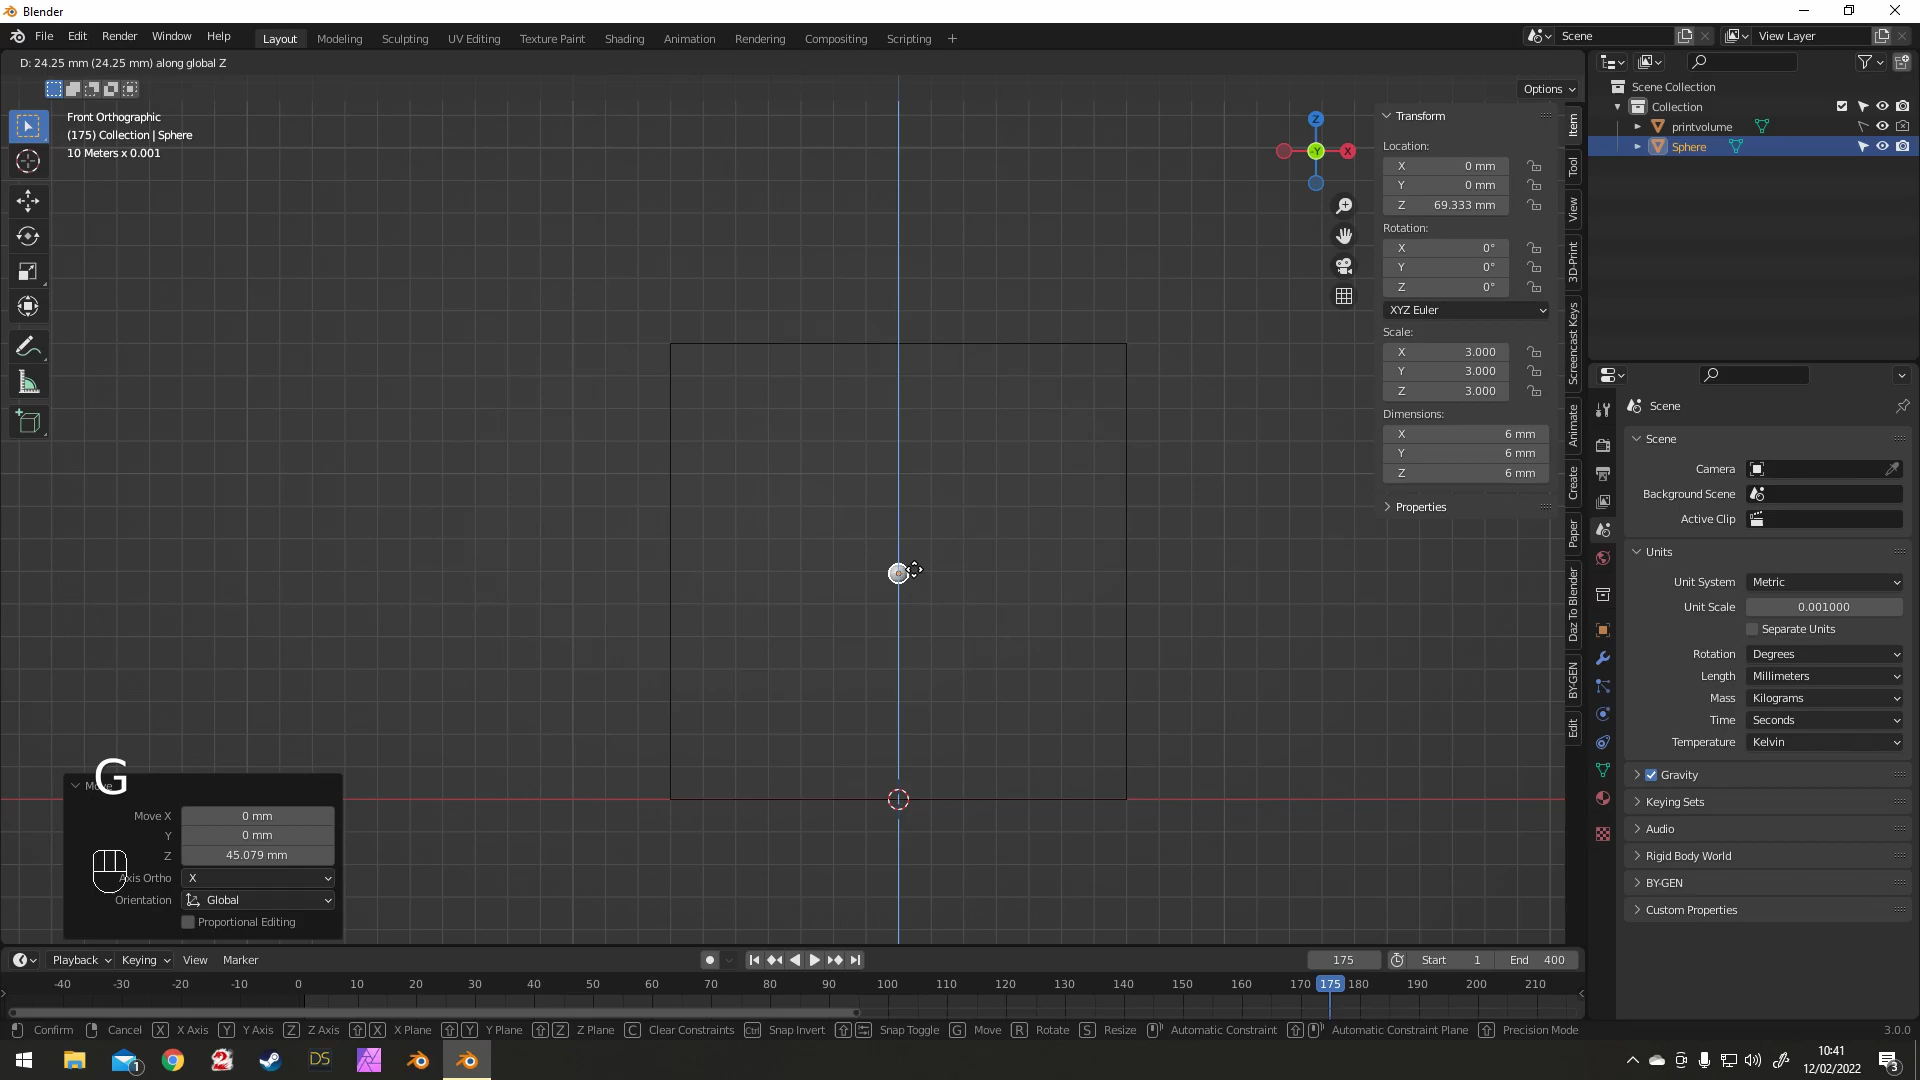 Blender
File Edit Render Window Help
Layout Modeling Sculpting UV Editing Texture Paint Shading Animation Rendering Compositing Scripting
Scene
View Layer
D: 24.25 mm (24.25 mm) along global Z
Options
Front Orthographic
(175) Collection | Sphere
10 Meters x 0.001
Z
-Y
X
Transform
Location:
X 0 mm
Y 0 mm
Z 69.333 mm
Rotation:
X 0°
Y 0°
Z 0°
XYZ Euler
Scale:
X 3.000
Y 3.000
Z 3.000
Dimensions:
X 6 mm
Y 6 mm
Z 6 mm
Properties
Item
Tool
View
3D-Print
Screencast Keys
Animate
Create
Paper
Daz To Blender
BY-GEN
Edit
Scene Collection
Collection
printvolume
Sphere
Scene
Scene
Camera
Background Scene
Active Clip
Units
Unit System Metric
Unit Scale 0.001000
Separate Units
Rotation Degrees
Length Millimeters
Mass Kilograms
Time Seconds
Temperature Kelvin
Gravity
Keying Sets
Audio
Rigid Body World
BY-GEN
Custom Properties
G
Move X 0 mm
Y 0 mm
Z 45.079 mm
Axis Ortho X
Orientation Global
Proportional Editing
Playback Keying View Marker
175 Start 1 End 400
-40 -30 -20 -10 0 10 20 30 40 50 60 70 80 90 100 110 120 130 140 150 160 170 175 180 190 200 210
Confirm Cancel X X Axis Y Y Axis Z Z Axis X X Plane Y Y Plane Z Z Plane C Clear Constraints Ctrl Snap Invert Snap Toggle G Move R Rotate S Resize Automatic Constraint Automatic Constraint Plane Precision Mode 3.0.0
1
2
DS
10:41
12/02/2022
3